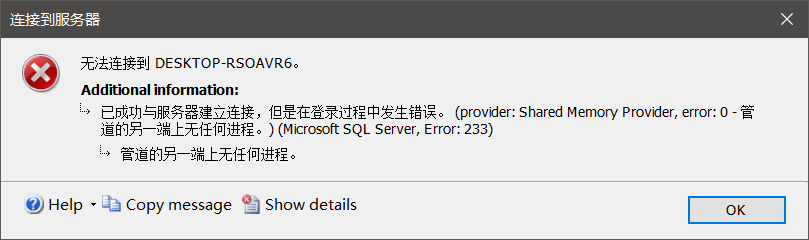 连接到服务器
无法连接到 DESKTOP-RSOAVR6。
Additional information:
已成功与服务器建立连接，但是在登录过程中发生错误。 (provider: Shared Memory Provider, error: 0 - 管
道的另一端上无任何进程。) (Microsoft SQL Server, Error: 233)
管道的另一端上无任何进程。
Help Copy message Show details
OK